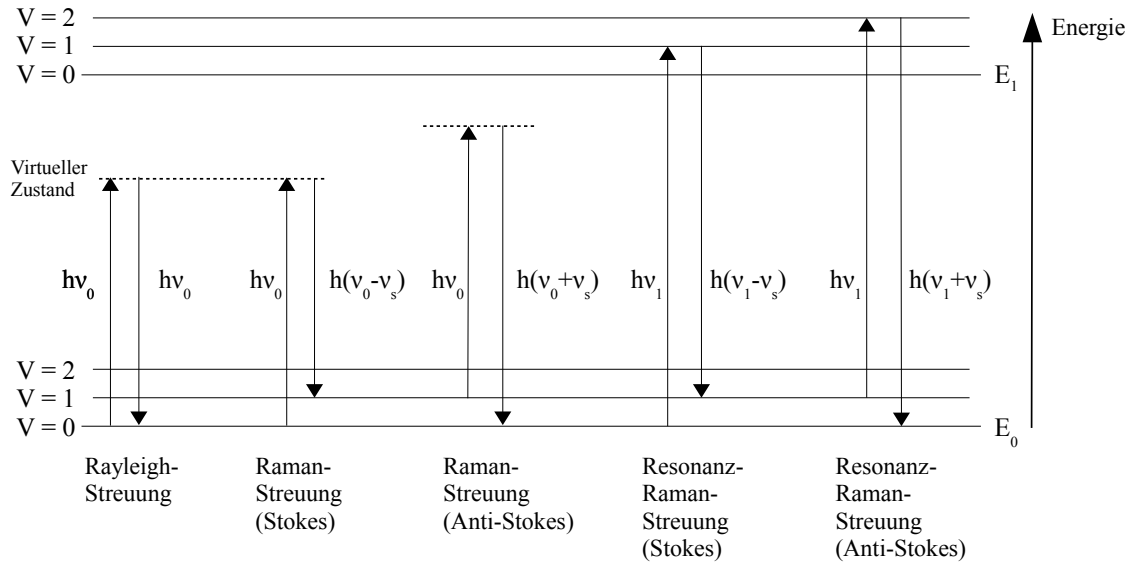 V = 2
V = 1
V = 0
Energie
E₁
Virtueller
Zustand
hν₀
hν₀
hν₀
h(ν₀-νₛ)
hν₀
h(ν₀+νₛ)
hν₁
h(ν₁-νₛ)
hν₁
h(ν₁+νₛ)
V = 2
V = 1
V = 0
E₀
Rayleigh-
Streuung
Raman-
Streuung
(Stokes)
Raman-
Streuung
(Anti-Stokes)
Resonanz-
Raman-
Streuung
(Stokes)
Resonanz-
Raman-
Streuung
(Anti-Stokes)